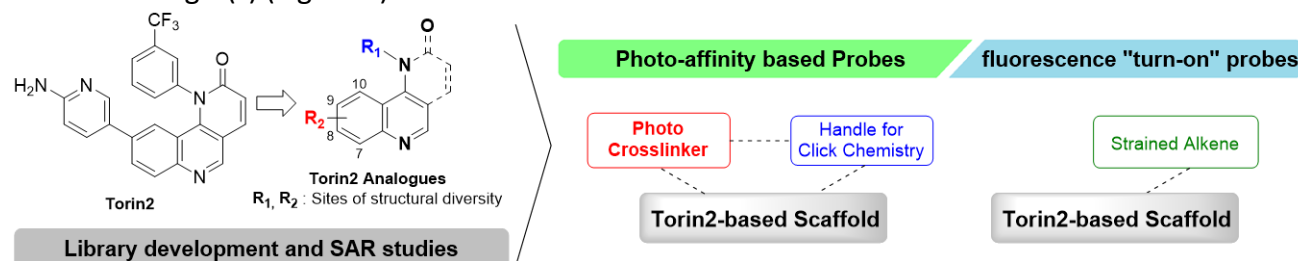 CF3
O
N
H2N
N
N
Torin2
R1
O
N
10
9
R2
8
7
N
Torin2 Analogues
R1, R2 : Sites of structural diversity
Library development and SAR studies
Photo-affinity based Probes
fluorescence "turn-on" probes
Photo
Crosslinker
Handle for
Click Chemistry
Strained Alkene
Torin2-based Scaffold
Torin2-based Scaffold